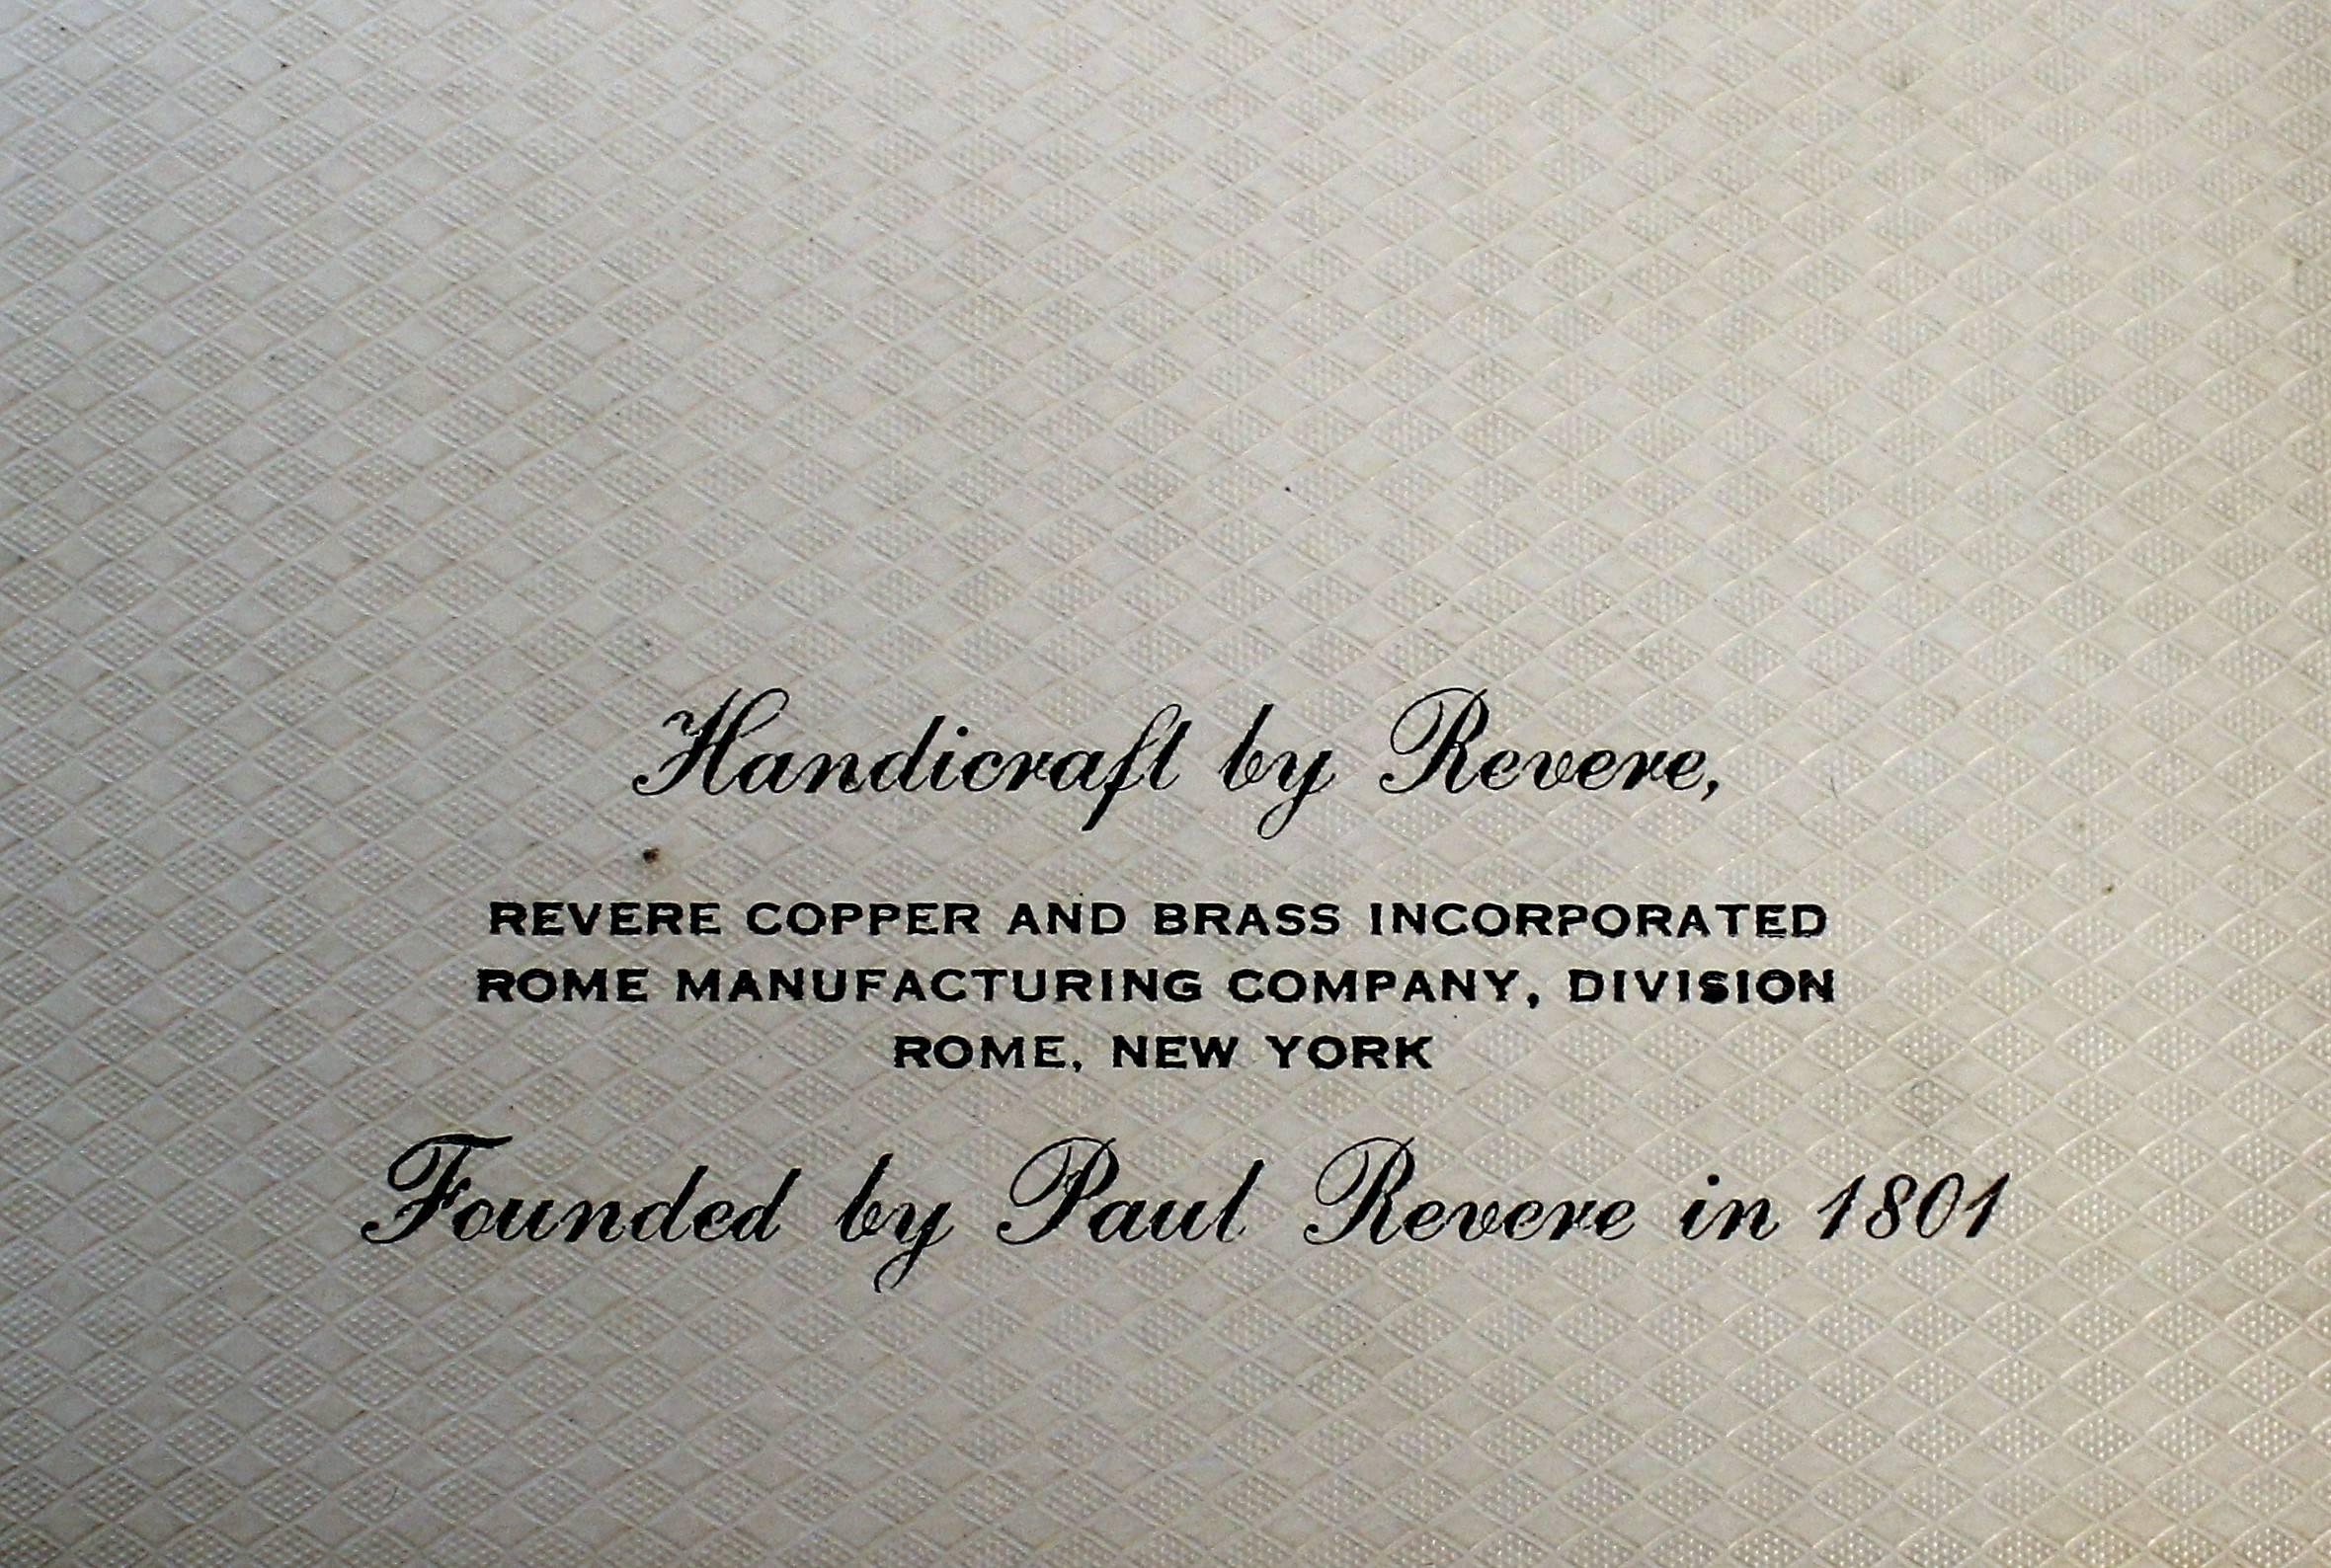 Handicraft by Revere,
REVERE COPPER AND BRASS INCORPORATED
ROME MANUFACTURING COMPANY, DIVISION
ROME, NEW YORK
Founded by Paul Revere in 1801